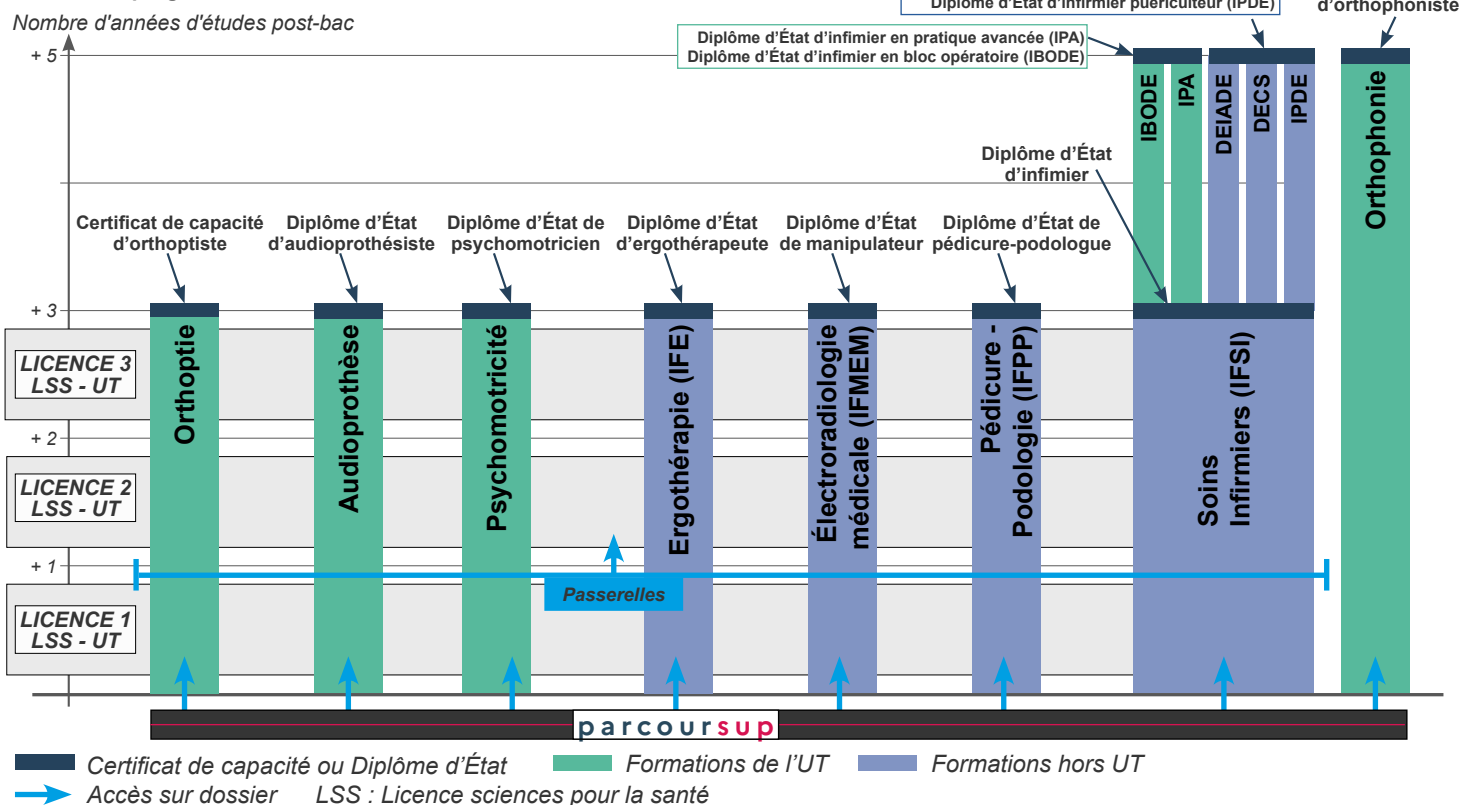 Diplôme d'État d'infirmier puériculteur (IPDE)
d'orthophoniste
Nombre d'années d'études post-bac
+ 5
Diplôme d'État d'infimier en pratique avancée (IPA)
Diplôme d'État d'infimier en bloc opératoire (IBODE)
IBODE
IPA
DEIADE
DECS
IPDE
Orthophonie
Diplôme d'État
d'infimier
Certificat de capacité
d'orthoptiste
Diplôme d'État
d'audioprothésiste
Diplôme d'État de
psychomotricien
Diplôme d'État
d'ergothérapeute
Diplôme d'État
de manipulateur
Diplôme d'État de
pédicure-podologue
+ 3
LICENCE 3
LSS - UT
Orthoptie
Audioprothèse
Psychomotricité
Ergothérapie (IFE)
Électroradiologie
médicale (IFMEM)
Pédicure -
Podologie (IFPP)
Soins
Infirmiers (IFSI)
+ 2
LICENCE 2
LSS - UT
+ 1
Passerelles
LICENCE 1
LSS - UT
parcoursup
Certificat de capacité ou Diplôme d'État
Formations de l'UT
Formations hors UT
Accès sur dossier
LSS : Licence sciences pour la santé